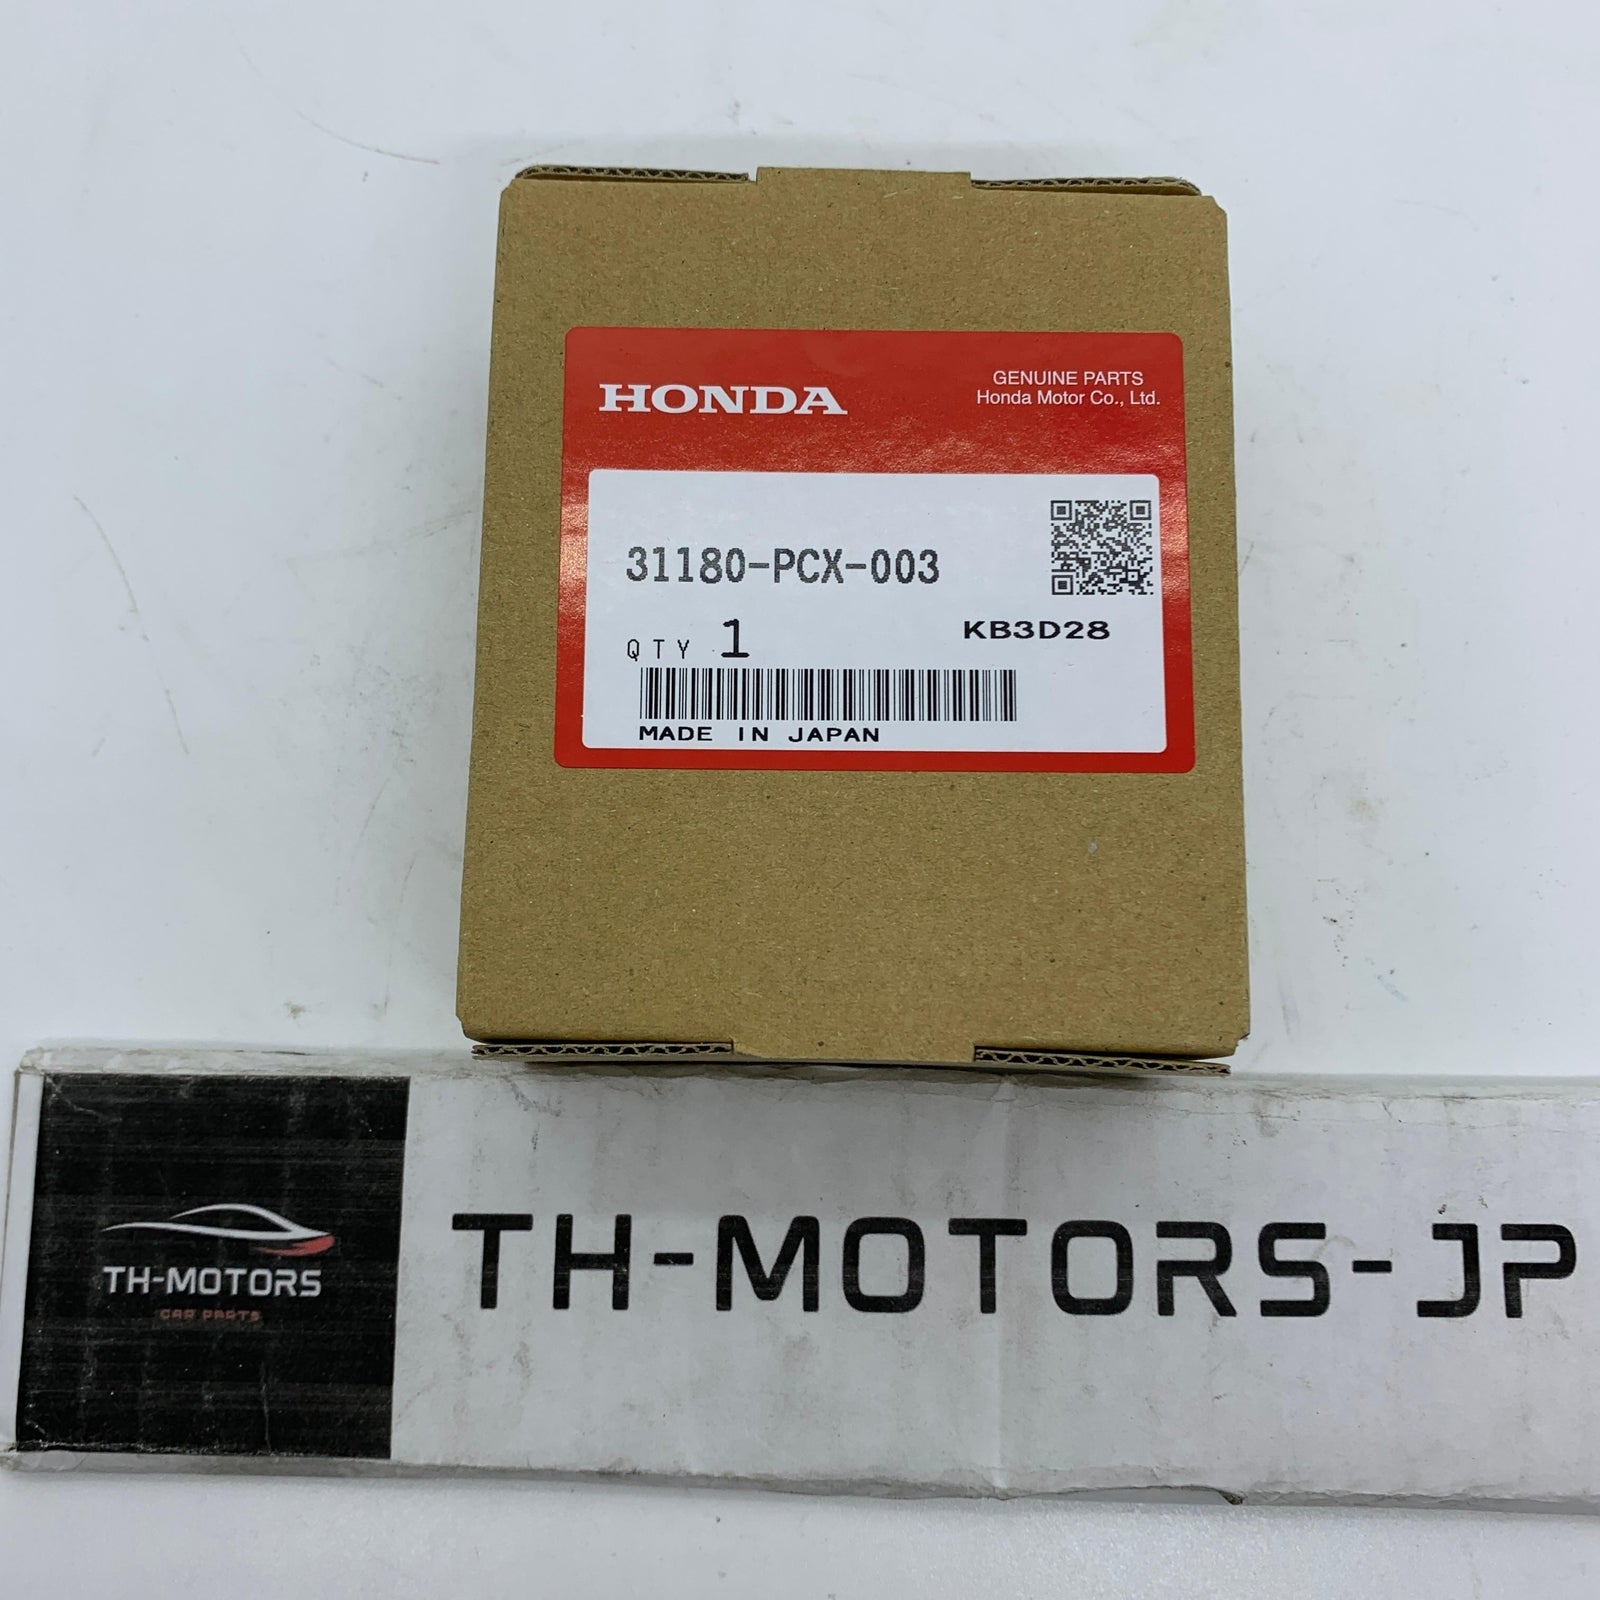 HONDA
GENUINE PARTS
Honda Motor Co., Ltd.
31180-PCX-003
QTY 1
KB3D28
MADE IN JAPAN
TH-MOTORS
CAR PARTS
TH-MOTORS-JP